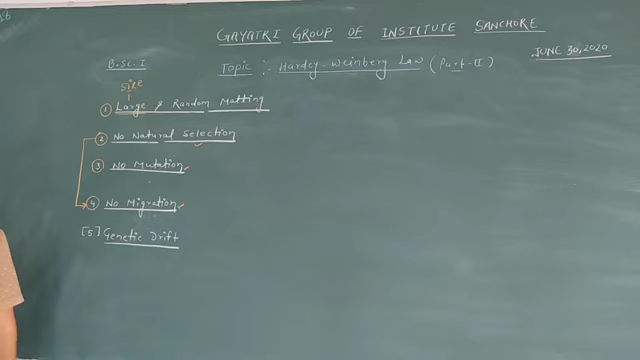 GAYATRI GROUP OF INSTITUTE SANCHORE
JUNE 30, 2020
B.Sc. I
Topic :- Hardey-Weinberg Law (Part-II)
Size
① Large & Random Matting
② No Natural Selection
③ No Mutation
④ No Migration
[5] Genetic Drift